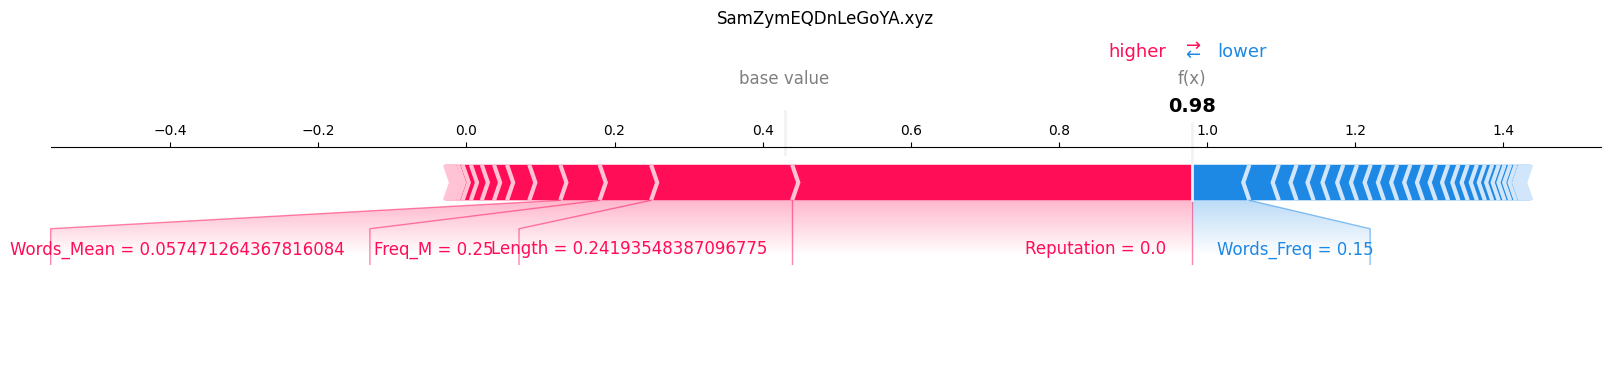 SamZymEQDnLeGoYA.xyz
higher → ← lower
base value f(x)
0.98
−0.4 −0.2 0.0 0.2 0.4 0.6 0.8 1.0 1.2 1.4
Words_Mean = 0.057471264367816084 Freq_M = 0.25 Length = 0.24193548387096775 Reputation = 0.0 Words_Freq = 0.15